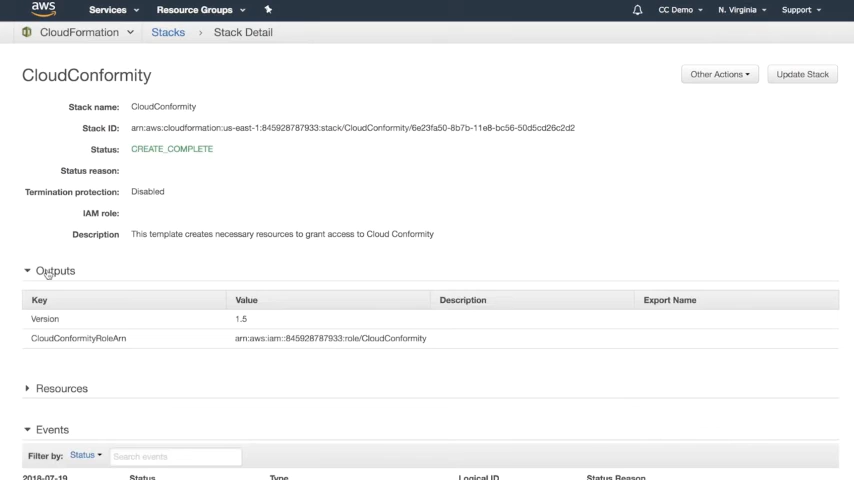 aws Services Resource Groups CC Demo N. Virginia Support
CloudFormation Stacks > Stack Detail
CloudConformity Other Actions Update Stack
Stack name: CloudConformity
Stack ID: arn:aws:cloudformation:us-east-1:845928787933:stack/CloudConformity/6e23fa50-8b7b-11e8-bc56-50d5cd26c2d2
Status: CREATE_COMPLETE
Status reason:
Termination protection: Disabled
IAM role:
Description This template creates necessary resources to grant access to Cloud Conformity
Outputs
Key Value Description Export Name
Version 1.5
CloudConformityRoleArn arn:aws:iam::845928787933:role/CloudConformity
Resources
Events
Filter by: Status Search events
2018-07-19 Status Type Logical ID Status Reason